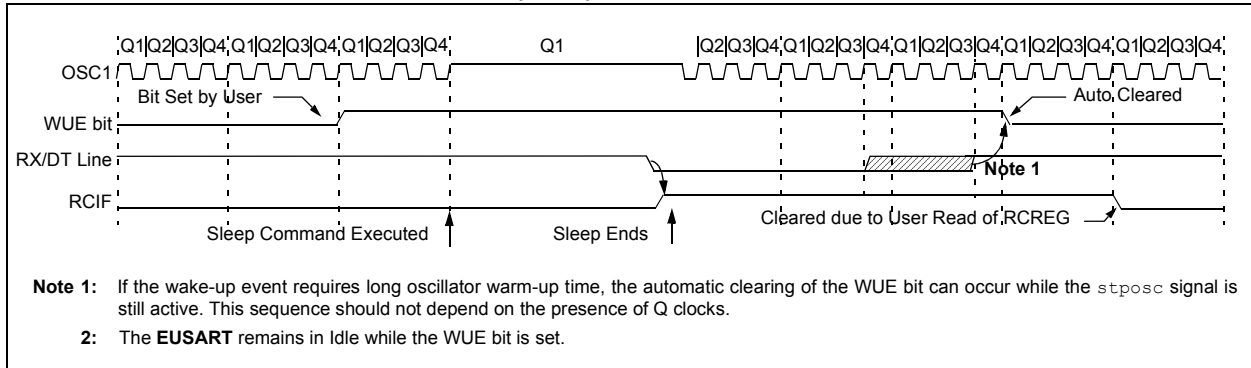 Q1|Q2|Q3|Q4 Q1|Q2|Q3|Q4 Q1|Q2|Q3|Q4 Q1 |Q2|Q3|Q4 Q1|Q2|Q3|Q4 Q1|Q2|Q3|Q4 Q1|Q2|Q3|Q4 Q1|Q2|Q3|Q4
OSC1
Bit Set by User Auto Cleared
WUE bit
RX/DT Line
Note 1
RCIF
Cleared due to User Read of RCREG
Sleep Command Executed Sleep Ends
Note 1: If the wake-up event requires long oscillator warm-up time, the automatic clearing of the WUE bit can occur while the stposc signal is
still active. This sequence should not depend on the presence of Q clocks.
2: The EUSART remains in Idle while the WUE bit is set.